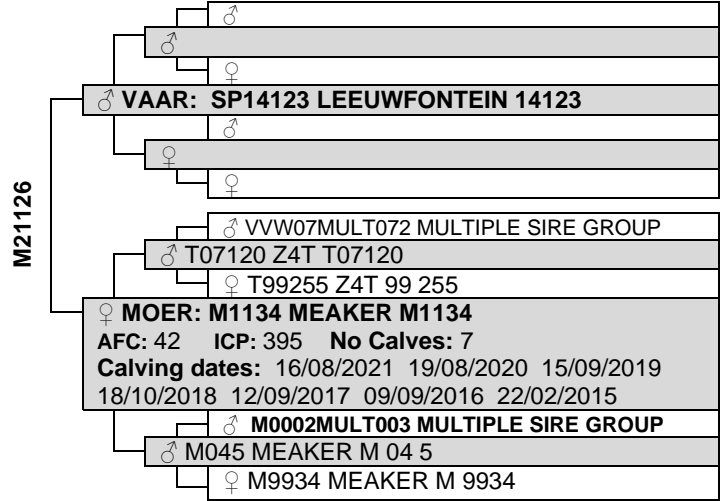 ♂
♂
♀
♂ VAAR: SP14123 LEEUWFONTEIN 14123
♂
♀
♀
M21126
♂ VVW07MULT072 MULTIPLE SIRE GROUP
♂ T07120 Z4T T07120
♀ T99255 Z4T 99 255
♀ MOER: M1134 MEAKER M1134
AFC: 42 ICP: 395 No Calves: 7
Calving dates: 16/08/2021 19/08/2020 15/09/2019
18/10/2018 12/09/2017 09/09/2016 22/02/2015
♂ M0002MULT003 MULTIPLE SIRE GROUP
♂ M045 MEAKER M 04 5
♀ M9934 MEAKER M 9934